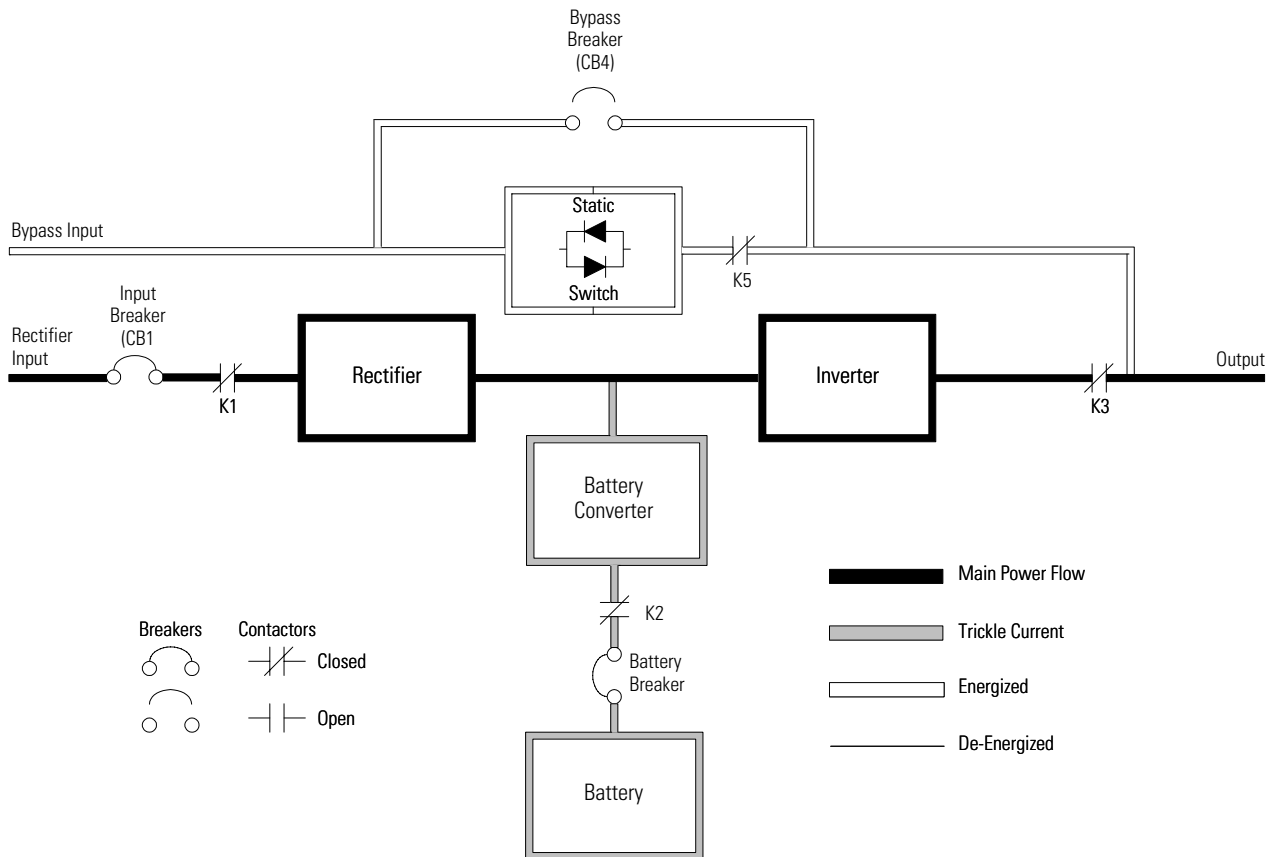 Bypass
Breaker
(CB4)
Bypass Input
Static
Switch
K5
Input
Breaker
(CB1
Rectifier
Input
K1
Rectifier
Inverter
K3
Output
Battery
Converter
K2
Battery
Breaker
Battery
Breakers
Contactors
Closed
Open
Main Power Flow
Trickle Current
Energized
De-Energized